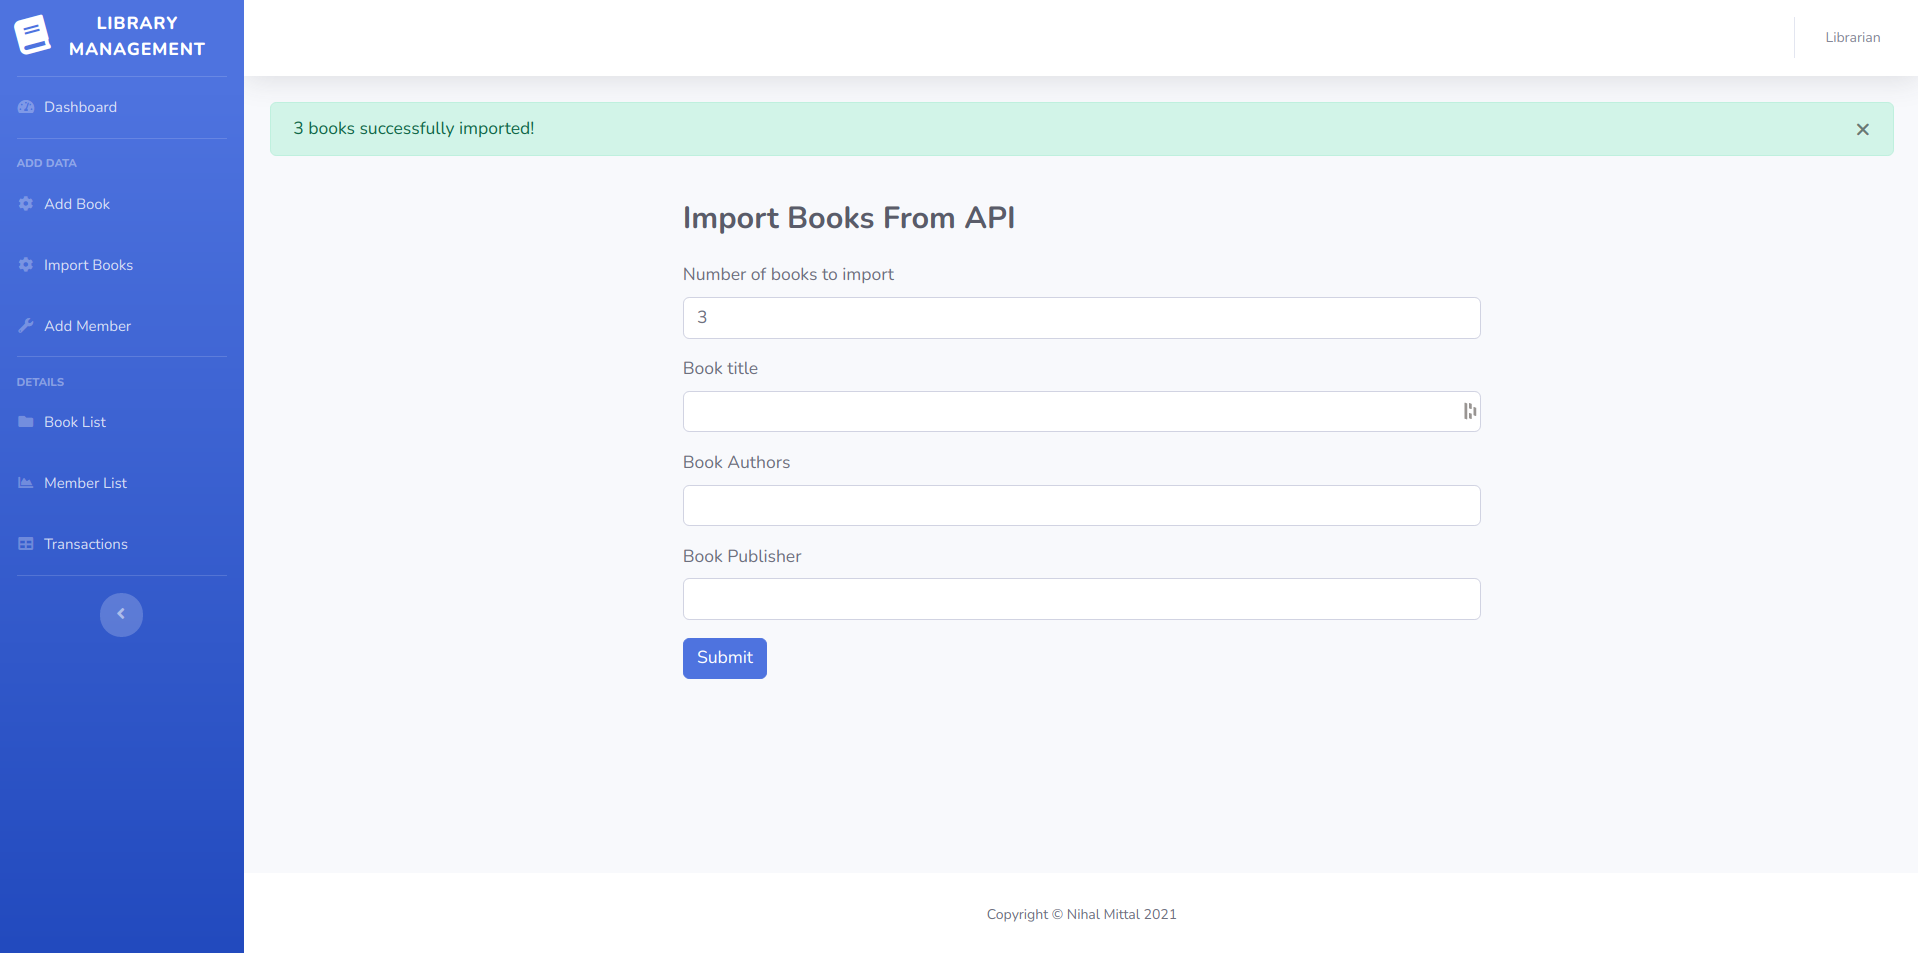 LIBRARY
MANAGEMENT
Dashboard
ADD DATA
Add Book
Import Books
Add Member
DETAILS
Book List
Member List
Transactions
Librarian
3 books successfully imported!
Import Books From API
Number of books to import
3
Book title
Book Authors
Book Publisher
Submit
Copyright © Nihal Mittal 2021